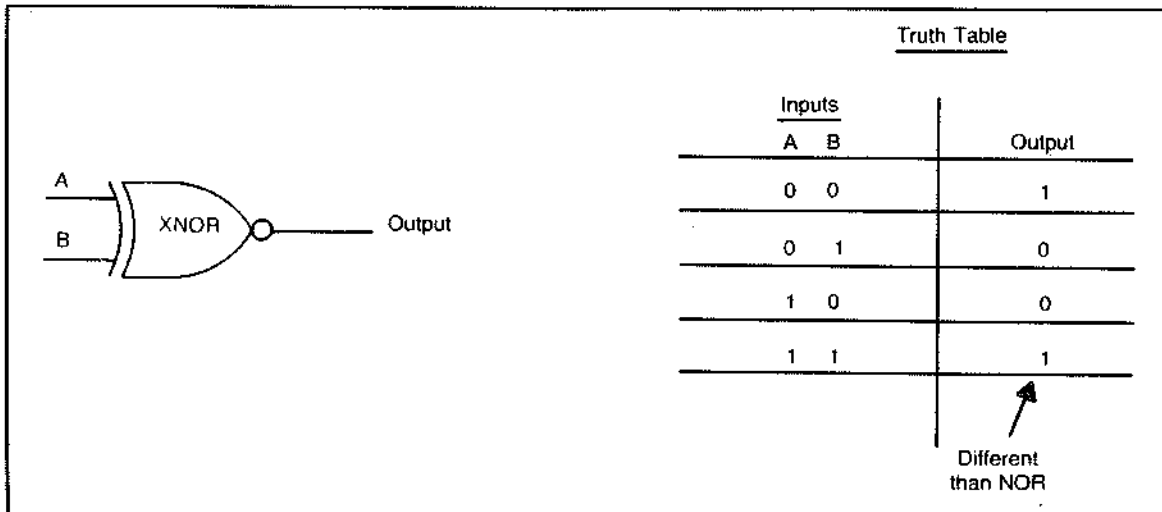 Truth Table
Inputs
A B Output
0 0 1
0 1 0
1 0 0
1 1 1
Different
than NOR
A
XNOR Output
B